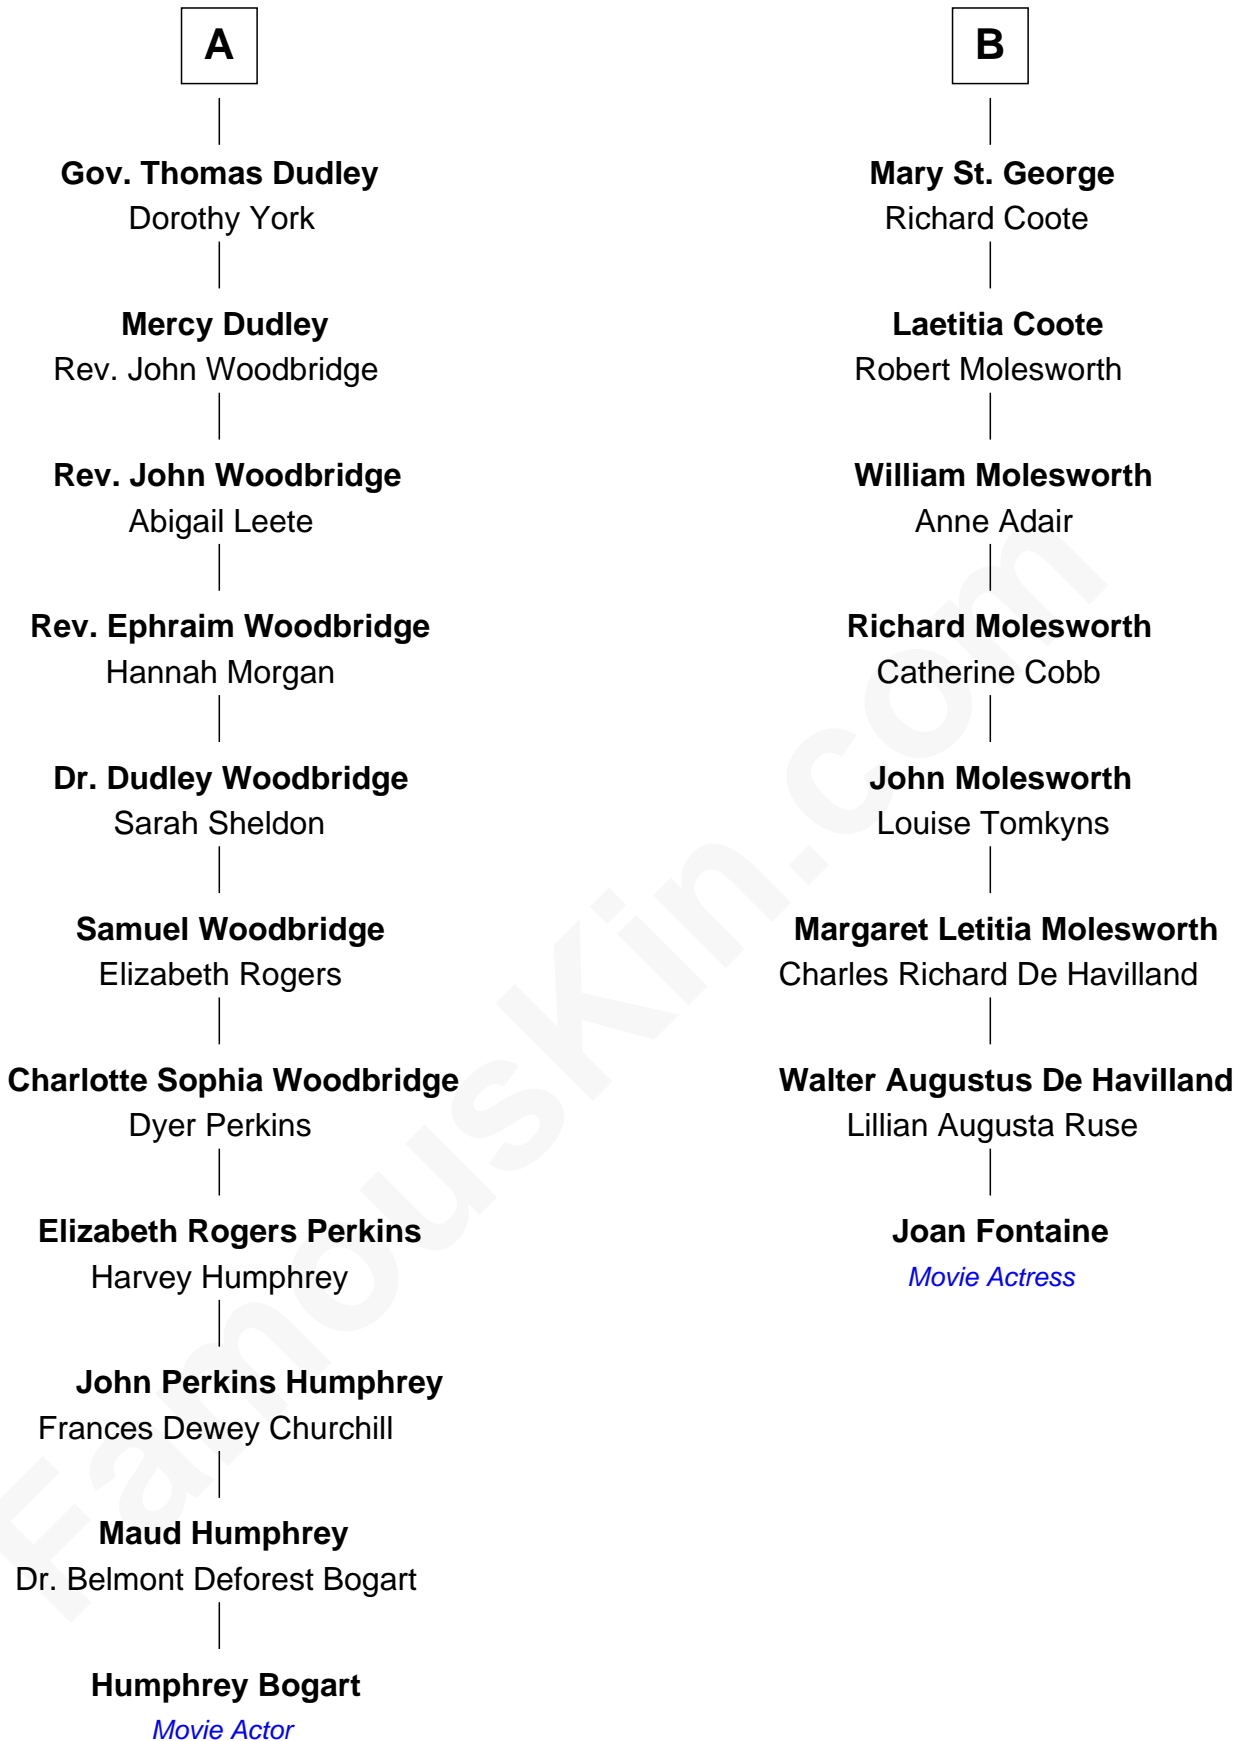 A
Gov. Thomas Dudley
Dorothy York
Mercy Dudley
Rev. John Woodbridge
Rev. John Woodbridge
Abigail Leete
Rev. Ephraim Woodbridge
Hannah Morgan
Dr. Dudley Woodbridge
Sarah Sheldon
Samuel Woodbridge
Elizabeth Rogers
Charlotte Sophia Woodbridge
Dyer Perkins
Elizabeth Rogers Perkins
Harvey Humphrey
John Perkins Humphrey
Frances Dewey Churchill
Maud Humphrey
Dr. Belmont Deforest Bogart
Humphrey Bogart
Movie Actor
B
Mary St. George
Richard Coote
Laetitia Coote
Robert Molesworth
William Molesworth
Anne Adair
Richard Molesworth
Catherine Cobb
John Molesworth
Louise Tomkyns
Margaret Letitia Molesworth
Charles Richard De Havilland
Walter Augustus De Havilland
Lillian Augusta Ruse
Joan Fontaine
Movie Actress
FamousKin.com